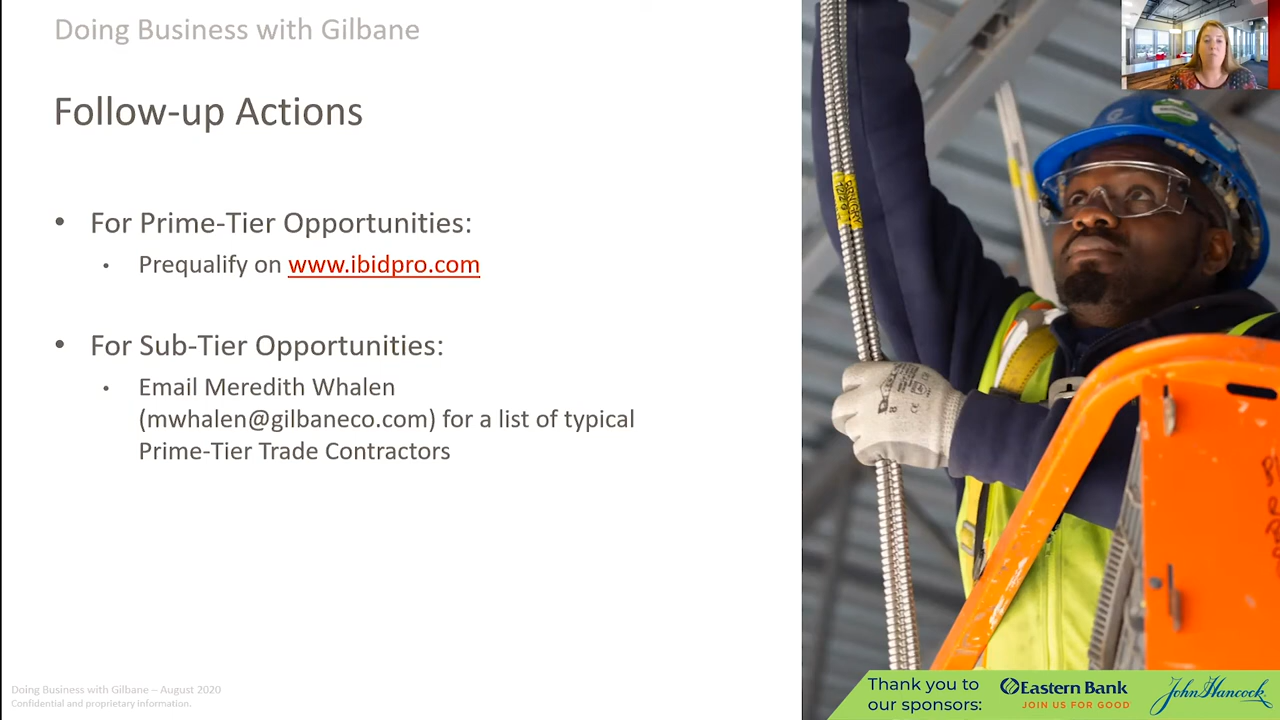 Doing Business with Gilbane
Follow-up Actions
• For Prime-Tier Opportunities:
• Prequalify on www.ibidpro.com
• For Sub-Tier Opportunities:
• Email Meredith Whalen
(mwhalen@gilbaneco.com) for a list of typical
Prime-Tier Trade Contractors
Doing Business with Gilbane – August 2020
Confidential and proprietary information.
Thank you to
our sponsors:
Eastern Bank
JOIN US FOR GOOD
John Hancock